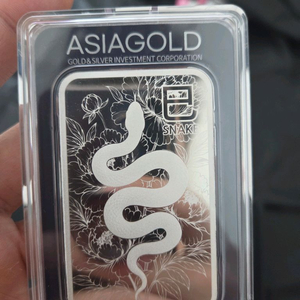 ASIAGOLD
GOLD&SILVER INVESTMENT CORPORATION
巳
SNAKE